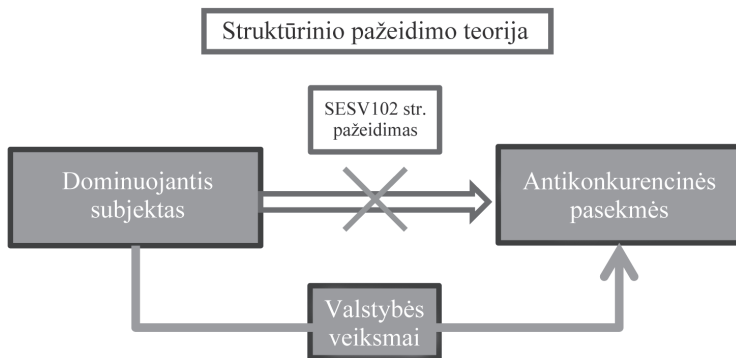 Struktūrinio pažeidimo teorija
SESV102 str.
pažeidimas
Dominuojantis
subjektas
Antikonkurencinės
pasekmės
Valstybės
veiksmai